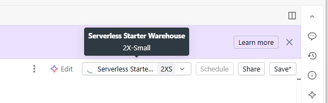 Serverless Starter Warehouse
2X-Small
Learn more
Edit
Serverless Starte...
2XS
Schedule
Share
Save*